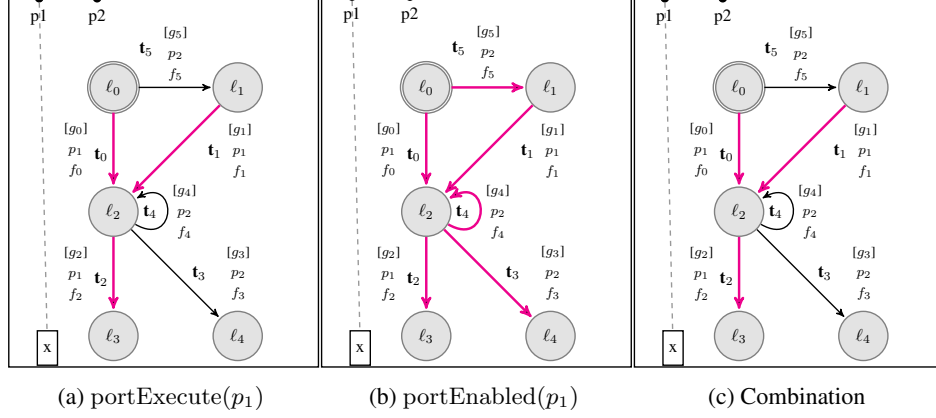 p1 p2
[g5]
t5 p2
f5
ℓ0 ℓ1
[g0] [g1]
p1 t0 t1 p1
f0 f1
[g4]
ℓ2 t4 p2
f4
[g2] [g3]
p1 t2 t3 p2
f2 f3
x ℓ3 ℓ4
(a) portExecute(p1)
p1 p2
[g5]
t5 p2
f5
ℓ0 ℓ1
[g0] [g1]
p1 t0 t1 p1
f0 f1
[g4]
ℓ2 t4 p2
f4
[g2] [g3]
p1 t2 t3 p2
f2 f3
x ℓ3 ℓ4
(b) portEnabled(p1)
p1 p2
[g5]
t5 p2
f5
ℓ0 ℓ1
[g0] [g1]
p1 t0 t1 p1
f0 f1
[g4]
ℓ2 t4 p2
f4
[g2] [g3]
p1 t2 t3 p2
f2 f3
x ℓ3 ℓ4
(c) Combination